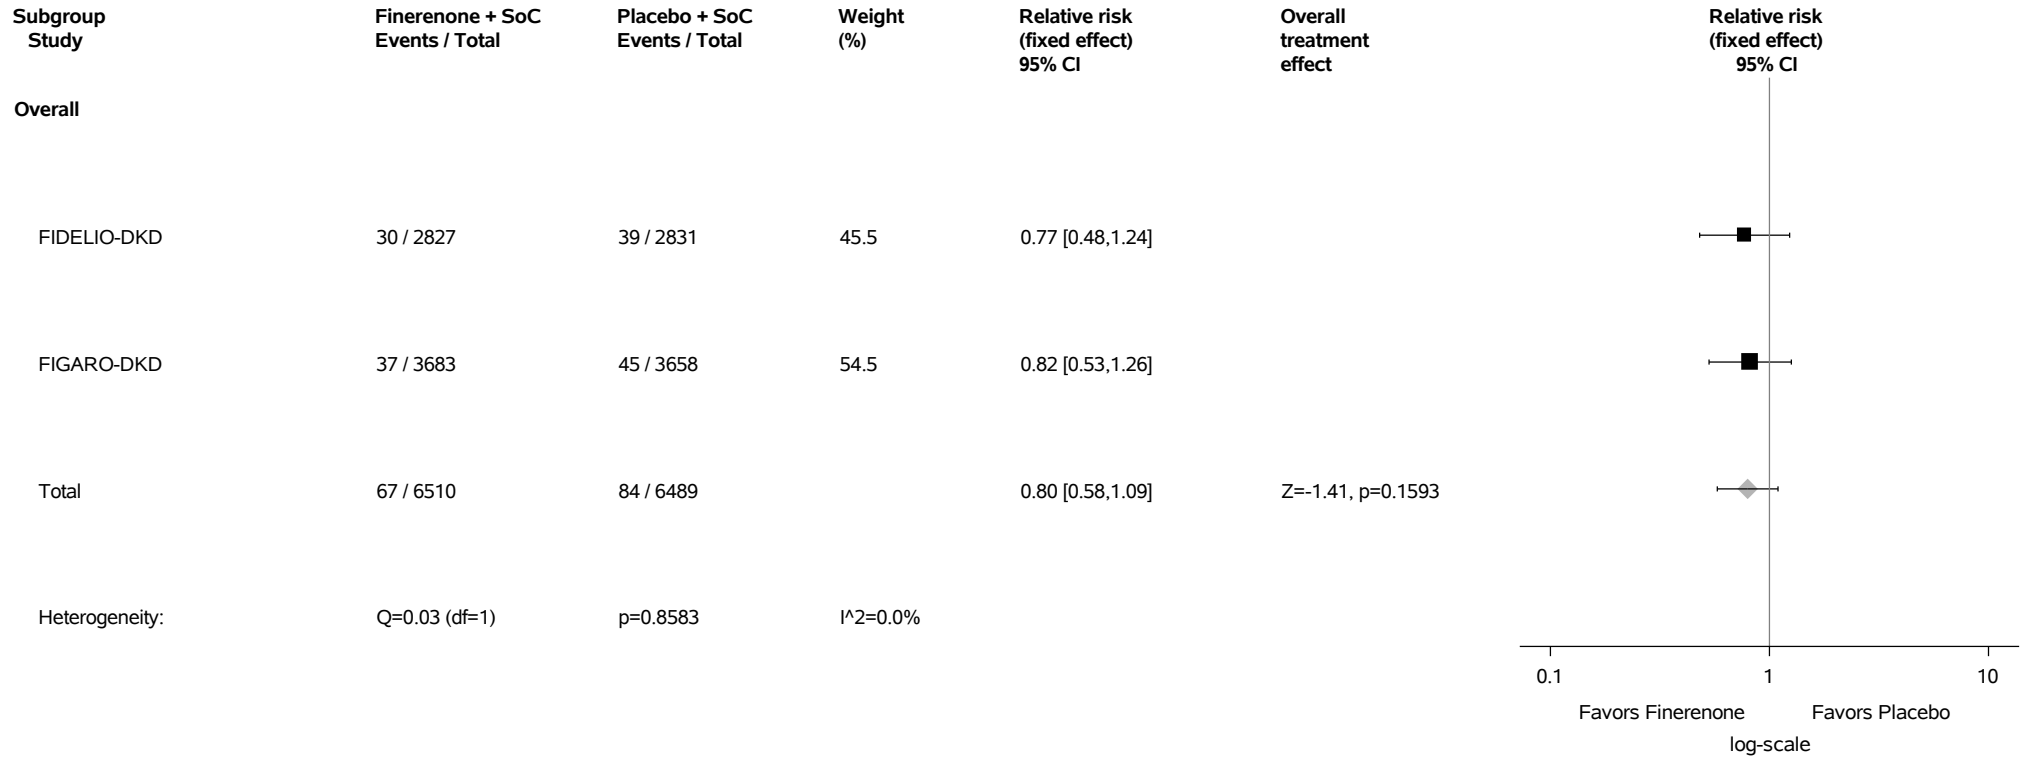 Subgroup Finerenone + SoC Placebo + SoC Weight Relative risk Overall Relative risk
Study Events / Total Events / Total (%) (fixed effect) treatment (fixed effect)
95% CI effect 95% CI
Overall
FIDELIO-DKD 30 / 2827 39 / 2831 45.5 0.77 [0.48,1.24]
FIGARO-DKD 37 / 3683 45 / 3658 54.5 0.82 [0.53,1.26]
Total 67 / 6510 84 / 6489 0.80 [0.58,1.09] Z=-1.41, p=0.1593
Heterogeneity: Q=0.03 (df=1) p=0.8583 I^2=0.0%
0.1 1 10
Favors Finerenone Favors Placebo
log-scale